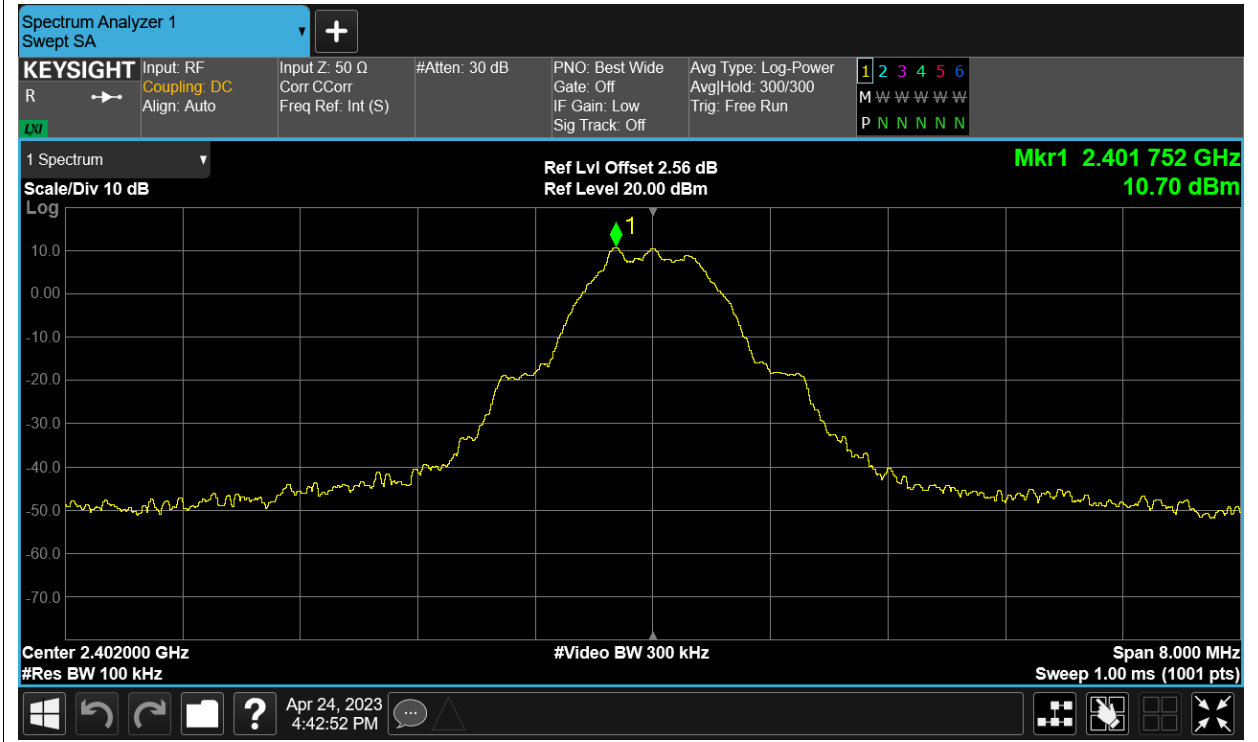 Spectrum Analyzer 1
Swept SA
+
KEYSIGHT
R
LXI
Input: RF
Coupling: DC
Align: Auto
Input Z: 50 Ω
Corr CCorr
Freq Ref: Int (S)
#Atten: 30 dB
PNO: Best Wide
Gate: Off
IF Gain: Low
Sig Track: Off
Avg Type: Log-Power
Avg|Hold: 300/300
Trig: Free Run
1 2 3 4 5 6
M W W W W W
P N N N N N
1 Spectrum
Scale/Div 10 dB
Log
Ref Lvl Offset 2.56 dB
Ref Level 20.00 dBm
Mkr1 2.401 752 GHz
10.70 dBm
1
10.0
0.00
-10.0
-20.0
-30.0
-40.0
-50.0
-60.0
-70.0
Center 2.402000 GHz
#Video BW 300 kHz
Span 8.000 MHz
#Res BW 100 kHz
Sweep 1.00 ms (1001 pts)
?
Apr 24, 2023
4:42:52 PM